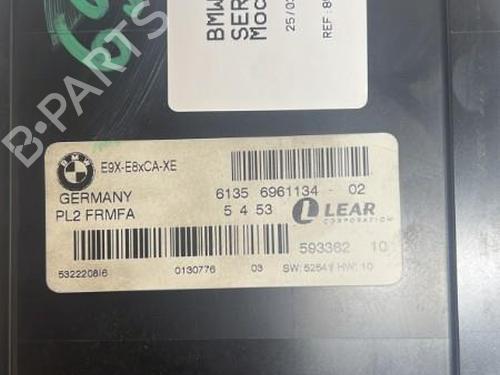 BMW
SER
Moc
25/0
REF: 8
B-PARTS
BMW
E9X-E8xCA-XE
GERMANY
6135 6961134 - 02
PL2 FRMFA
5 4 53
LEAR
CORPORATION
593362 10
5322208I6
0130776
03
SW: 5254 HW: 10